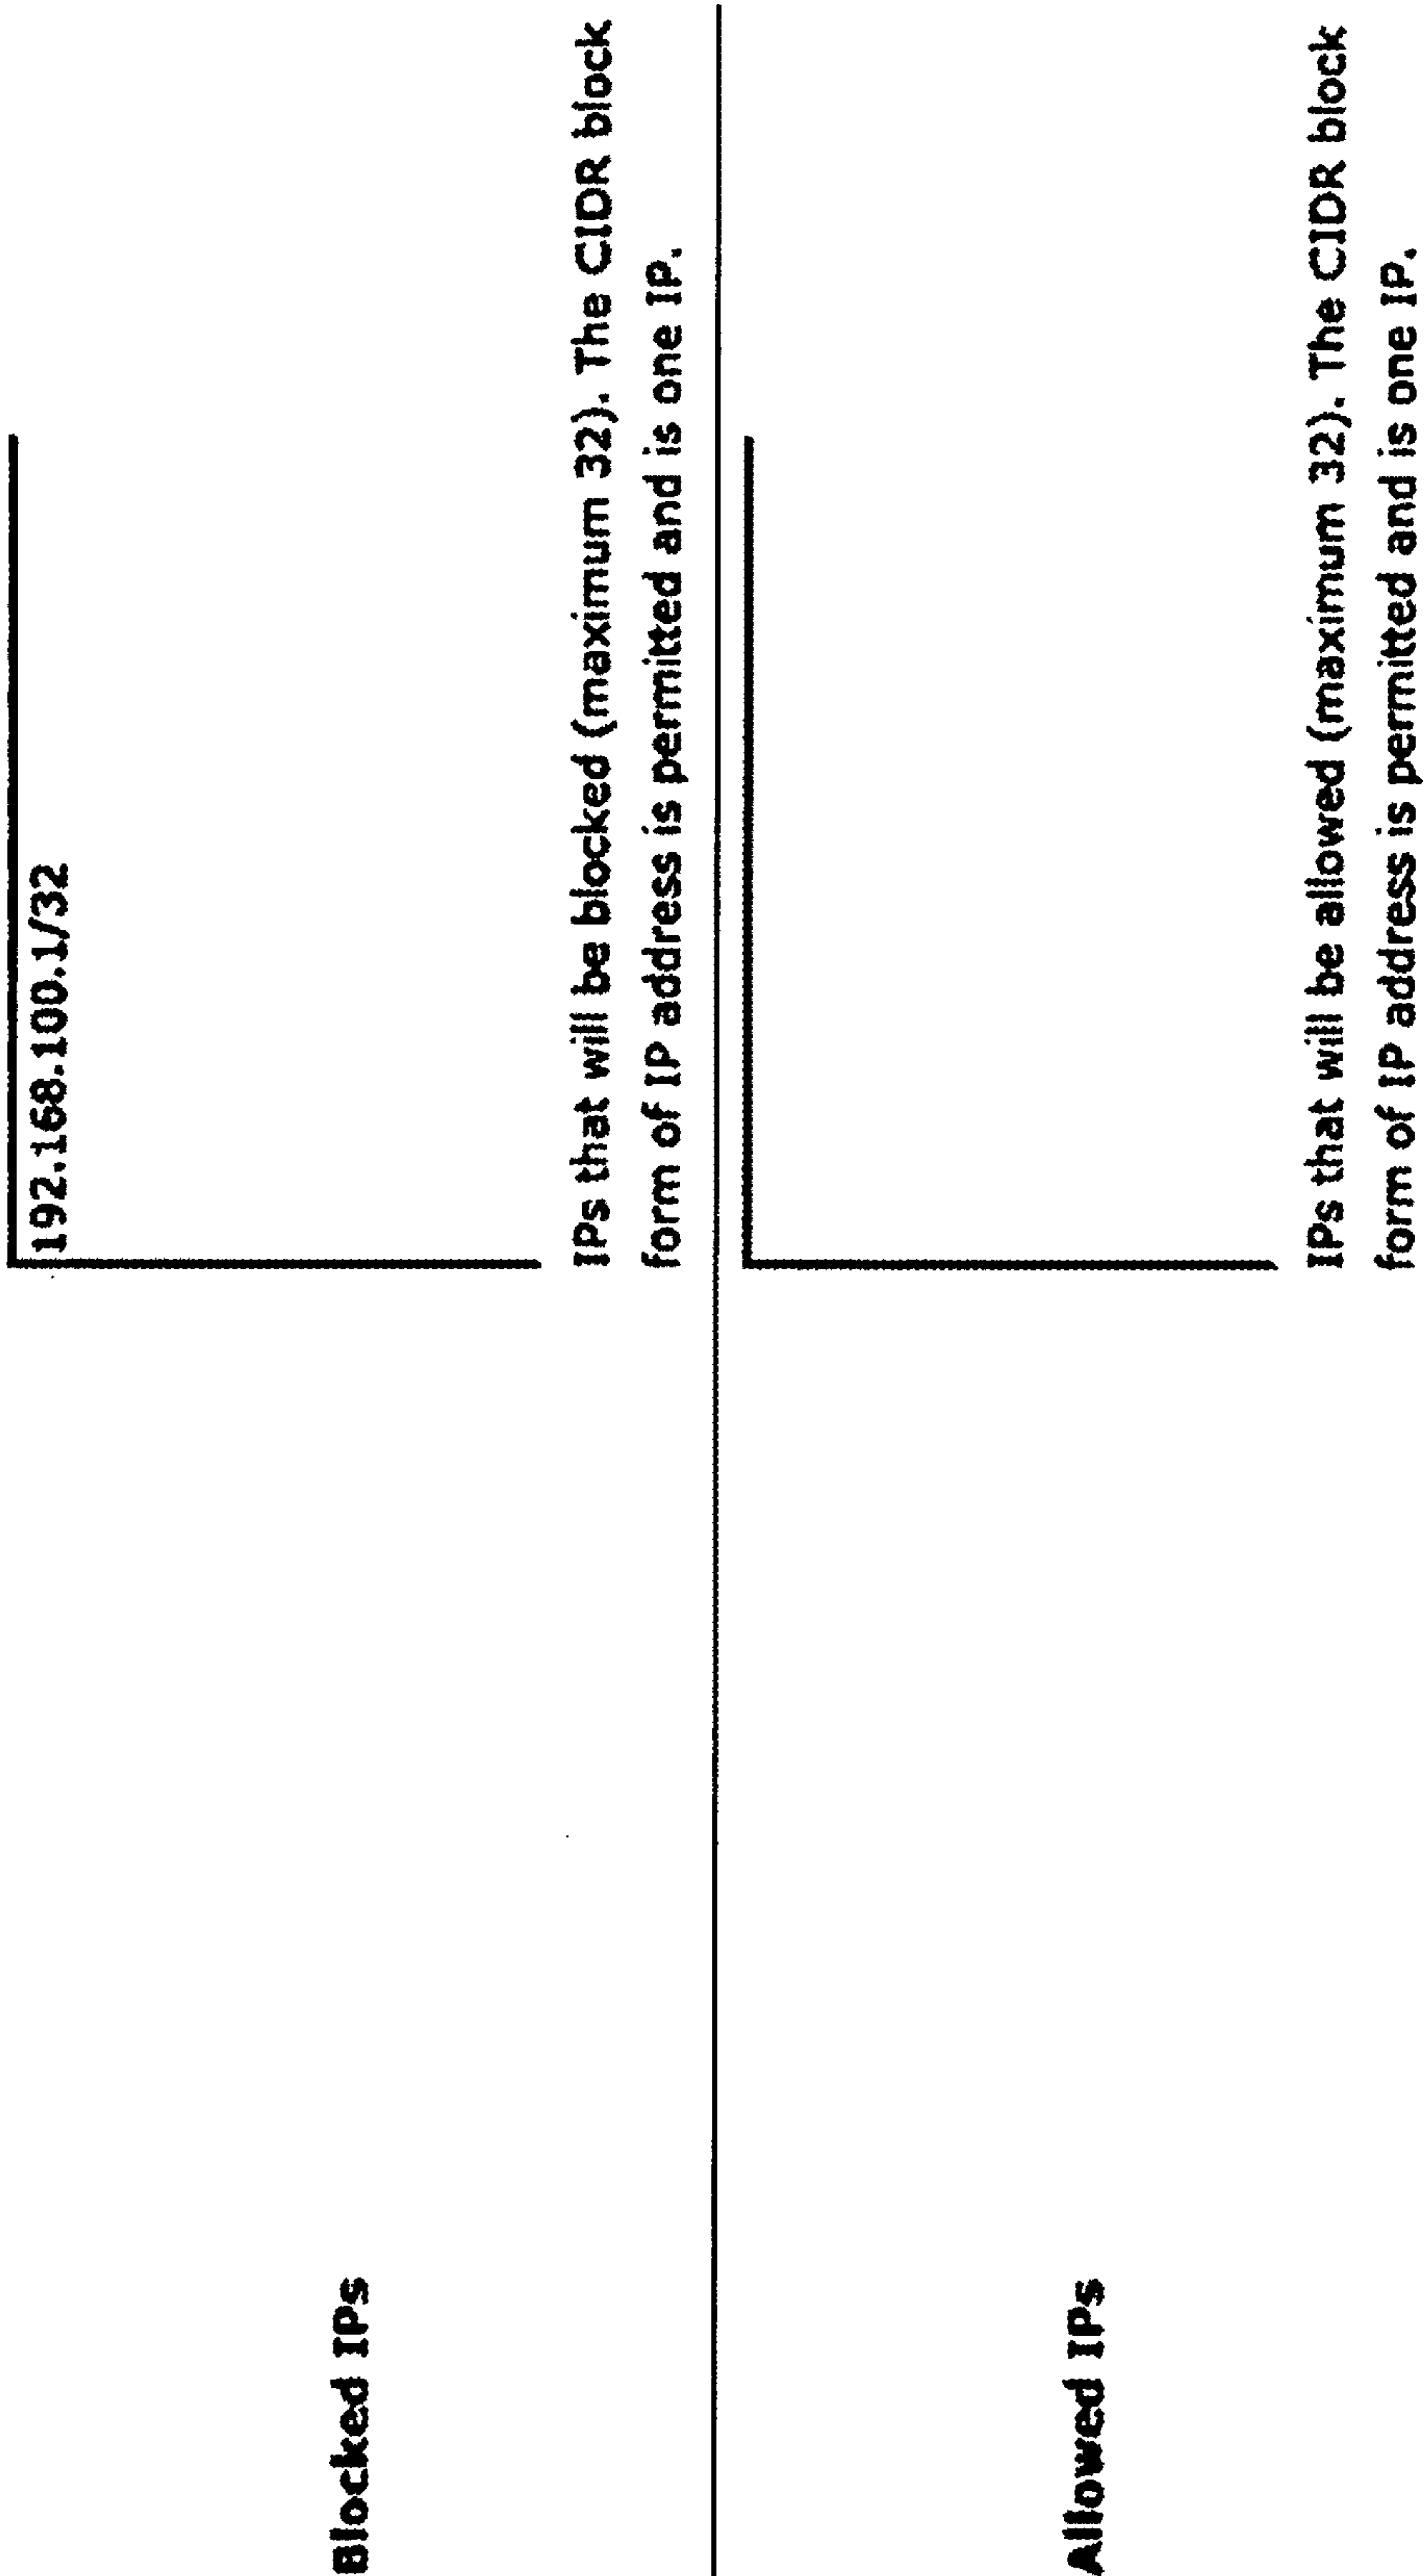 Blocked IPs
192.168.100.1/32
IPs that will be blocked (maximum 32). The CIDR block
form of IP address is permitted and is one IP.
Allowed IPs
IPs that will be allowed (maximum 32). The CIDR block
form of IP address is permitted and is one IP.